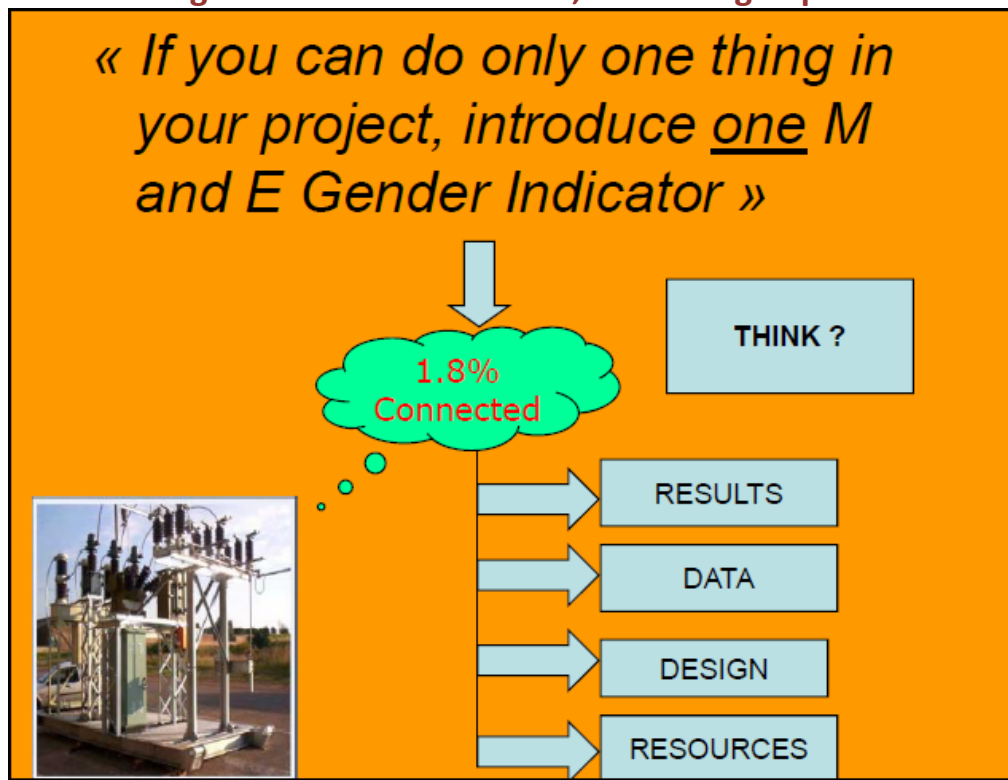 « If you can do only one thing in
your project, introduce one M
and E Gender Indicator »
THINK ?
1.8%
Connected
RESULTS
DATA
DESIGN
RESOURCES